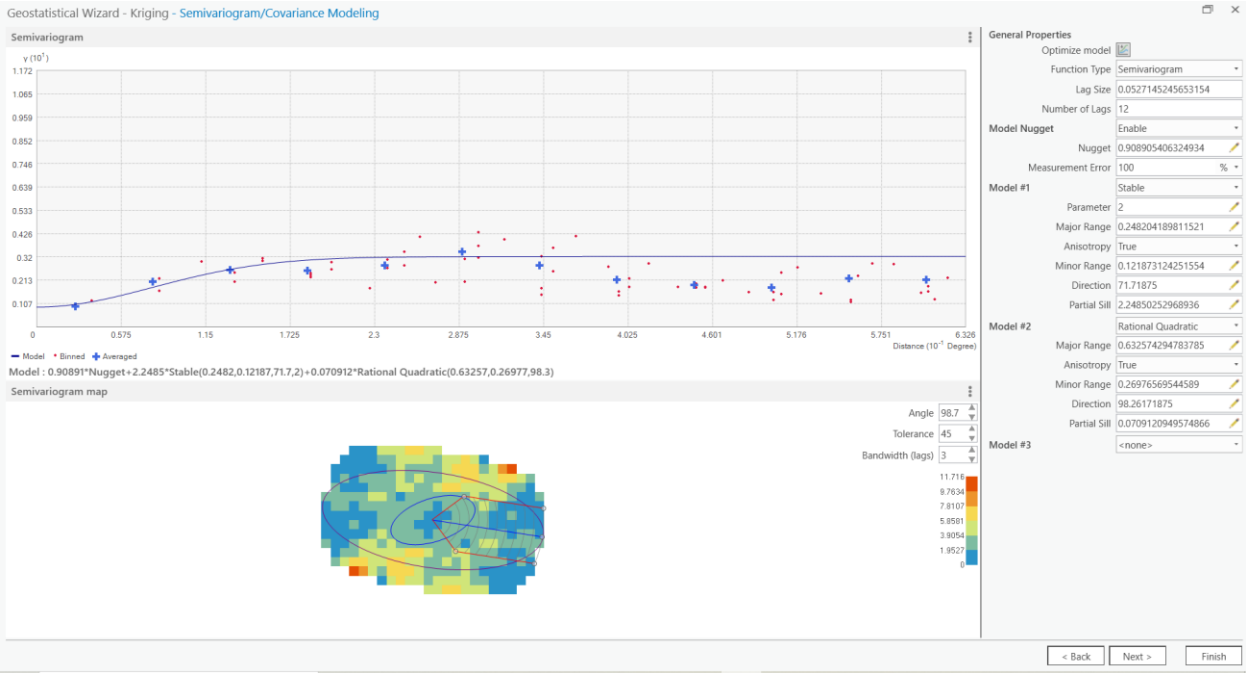 Geostatistical Wizard - Kriging - Semivariogram/Covariance Modeling
Semivariogram
γ (10¹)
1.172
1.065
0.959
0.852
0.746
0.639
0.533
0.426
0.32
0.213
0.107
0 0.575 1.15 1.725 2.3 2.875 3.45 4.025 4.601 5.176 5.751 6.326
Distance (10⁻¹ Degree)
Model Binned Averaged
Model : 0.90891*Nugget+2.2485*Stable(0.2482,0.12187,71.7,2)+0.070912*Rational Quadratic(0.63257,0.26977,98.3)
Semivariogram map
Angle 98.7
Tolerance 45
Bandwidth (lags) 3
11.716
9.7634
7.8107
5.8581
3.9054
1.9527
0
General Properties
Optimize model
Function Type Semivariogram
Lag Size 0.0527145245653154
Number of Lags 12
Model Nugget Enable
Nugget 0.908905406324934
Measurement Error 100 %
Model #1 Stable
Parameter 2
Major Range 0.248204189811521
Anisotropy True
Minor Range 0.121873124251554
Direction 71.71875
Partial Sill 2.24850252968936
Model #2 Rational Quadratic
Major Range 0.632574294783785
Anisotropy True
Minor Range 0.26976569544589
Direction 98.26171875
Partial Sill 0.0709120949574866
Model #3 <none>
< Back Next > Finish